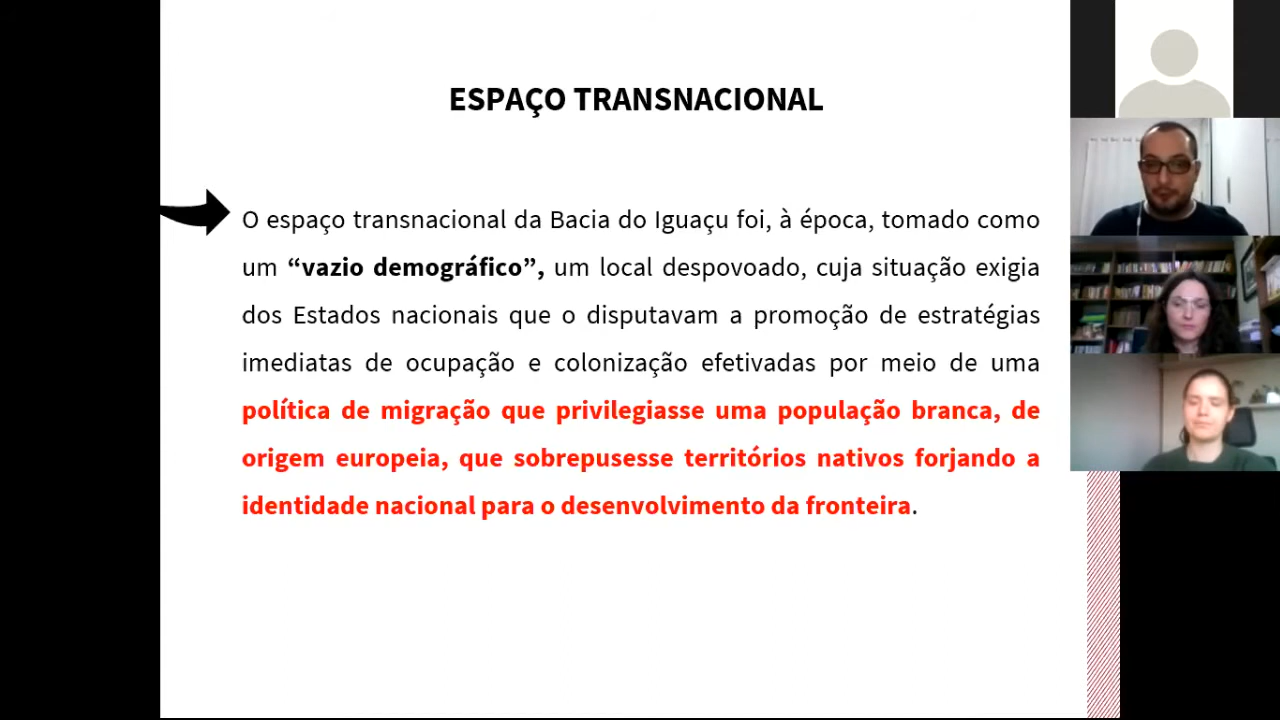 ESPAÇO TRANSNACIONAL
O espaço transnacional da Bacia do Iguaçu foi, à época, tomado como
um “vazio demográfico”, um local despovoado, cuja situação exigia
dos Estados nacionais que o disputavam a promoção de estratégias
imediatas de ocupação e colonização efetivadas por meio de uma
política de migração que privilegiasse uma população branca, de
origem europeia, que sobrepusesse territórios nativos forjando a
identidade nacional para o desenvolvimento da fronteira.